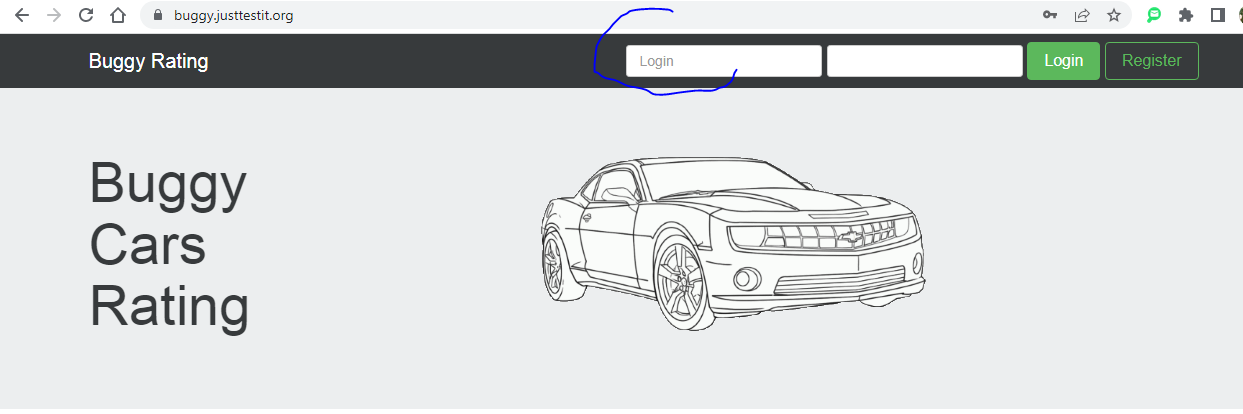 buggy.justtestit.org
Buggy Rating
Login
Login
Register
Buggy
Cars
Rating